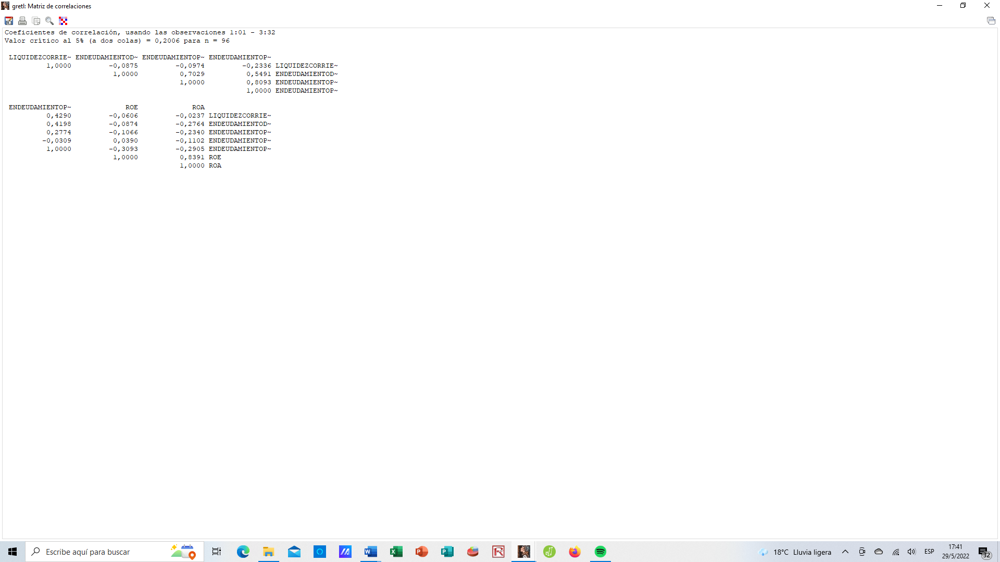 gretl: Matriz de correlaciones
Coeficientes de correlación, usando las observaciones 1:01 - 3:32
Valor crítico al 5% (a dos colas) = 0,2006 para n = 96
LIQUIDEZCORRIE~ ENDEUDAMIENTOD~ ENDEUDAMIENTOP~ ENDEUDAMIENTOP~
1,0000 -0,0875 -0,0974 -0,2336 LIQUIDEZCORRIE~
1,0000 0,7029 0,5491 ENDEUDAMIENTOD~
1,0000 0,8093 ENDEUDAMIENTOP~
1,0000 ENDEUDAMIENTOP~
ENDEUDAMIENTOP~ ROE ROA
0,4290 -0,0606 -0,0237 LIQUIDEZCORRIE~
0,4198 -0,0874 -0,2764 ENDEUDAMIENTOD~
0,2774 -0,1066 -0,2340 ENDEUDAMIENTOP~
-0,0309 0,0390 -0,1102 ENDEUDAMIENTOP~
1,0000 -0,3093 -0,2905 ENDEUDAMIENTOP~
1,0000 0,8391 ROE
1,0000 ROA
Escribe aquí para buscar
18°C Lluvia ligera
ESP
17:41
29/5/2022
32